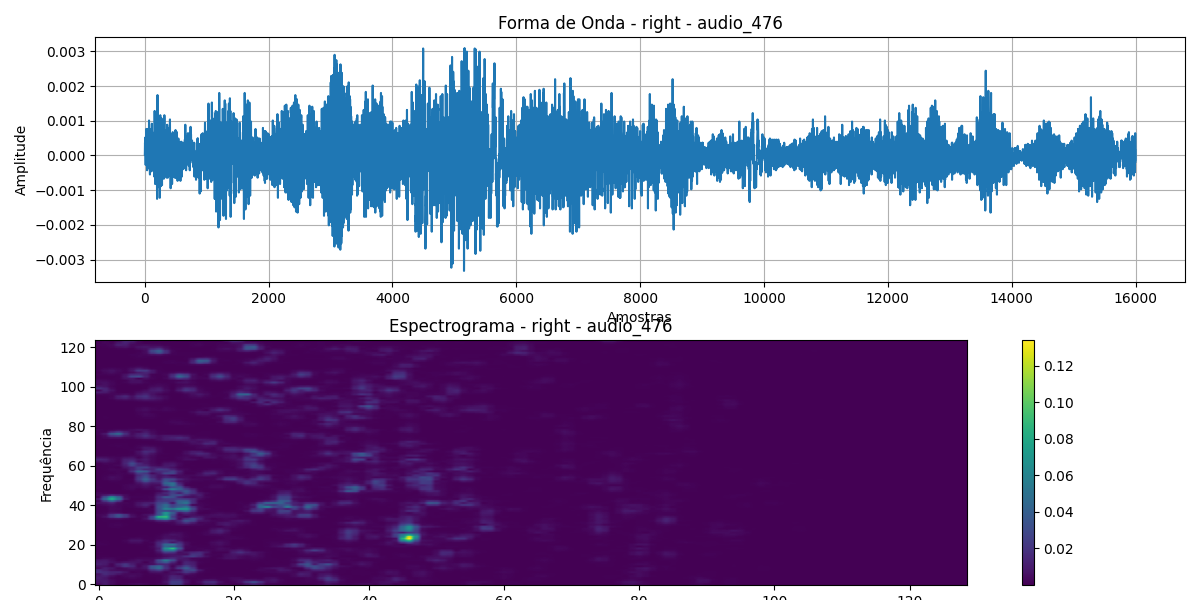 Forma de Onda - right - audio_476
0.003
0.002
0.001
0.000
−0.001
−0.002
−0.003
Amplitude
0 2000 4000 6000 8000 10000 12000 14000 16000
Amostras
Espectrograma - right - audio_476
120
100
80
60
40
20
0
Frequência
0 20 40 60 80 100 120
0.12
0.10
0.08
0.06
0.04
0.02